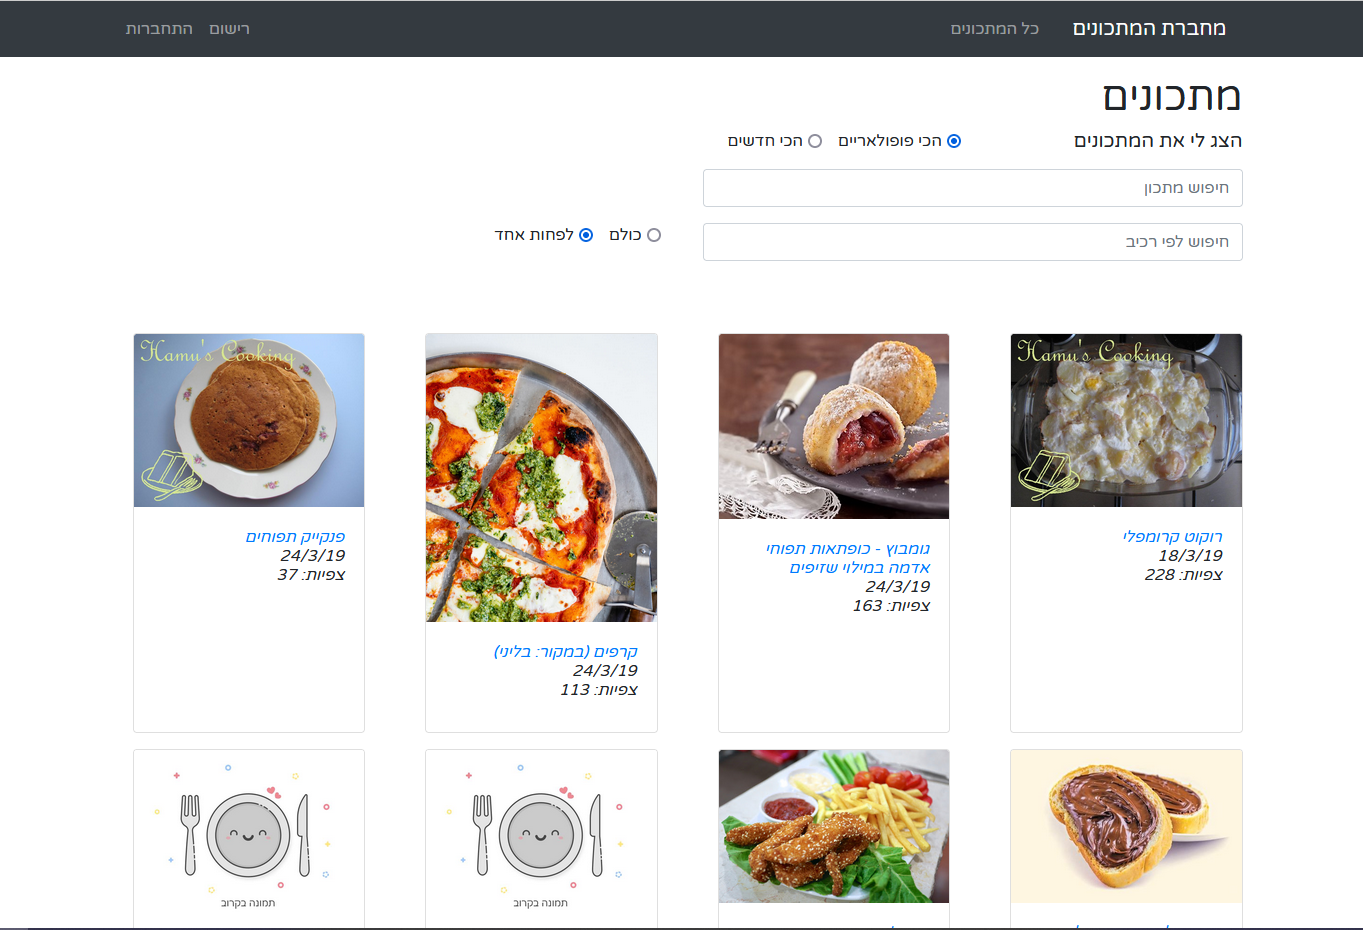 מחברת המתכונים
כל המתכונים
רישום
התחברות
מתכונים
הצג לי את המתכונים
הכי פופולאריים
הכי חדשים
חיפוש מתכון
חיפוש לפי רכיב
כולם
לפחות אחד
Hamu's Cooking
רוקוט קרומפלי
18/3/19
צפיות: 228
גומבוץ - כופתאות תפוחי
אדמה במילוי שזיפים
24/3/19
צפיות: 163
קרפים (במקור: בליני)
24/3/19
צפיות: 113
Hamu's Cooking
פנקייק תפוחים
24/3/19
צפיות: 37
תמונה בקרוב
תמונה בקרוב